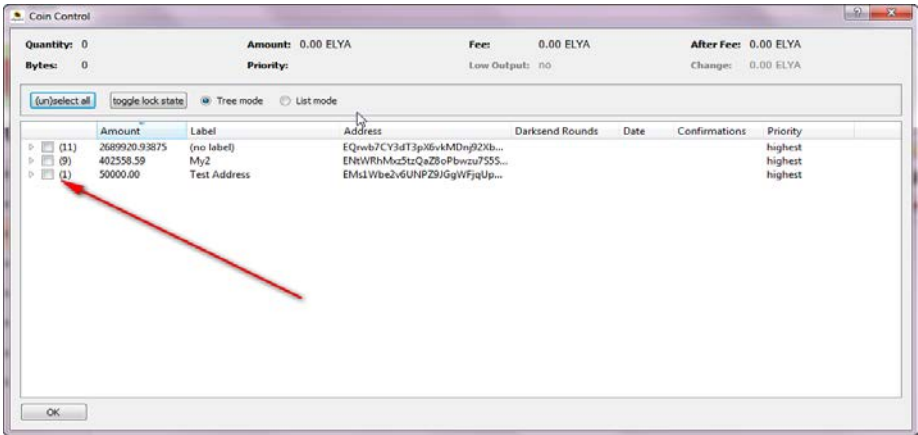 Coin Control
Quantity: 0 Amount: 0.00 ELYA Fee: 0.00 ELYA After Fee: 0.00 ELYA
Bytes: 0 Priority: Low Output: no Change: 0.00 ELYA
(un)select all toggle lock state Tree mode List mode
Amount Label Address Darksend Rounds Date Confirmations Priority
(11) 2689920.93875 (no label) EQrwb7CY3dT3pX6vkMDnj92Xb... highest
(9) 402558.59 My2 ENtWRhMxz5tzQaZ8oPbwzu7S5S... highest
(1) 50000.00 Test Address EMs1Wbe2v6UNPZ9JGgWFjqUp... highest
OK